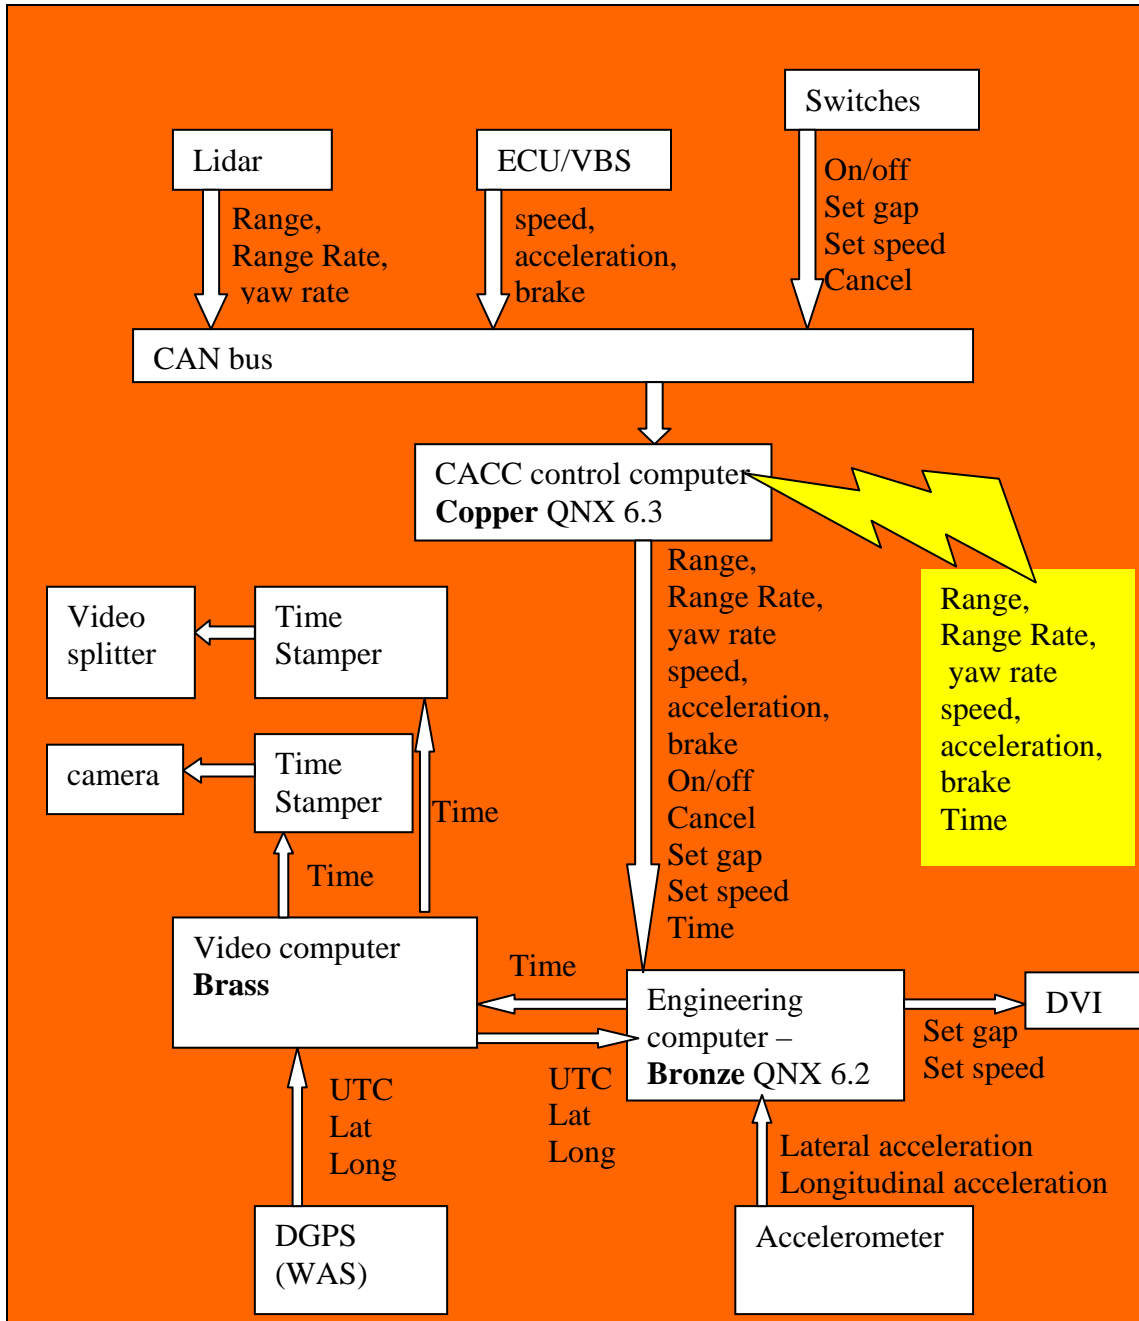 Switches
Lidar
ECU/VBS
On/off
Set gap
Set speed
Cancel
Range,
Range Rate,
yaw rate
speed,
acceleration,
brake
CAN bus
CACC control computer
Copper QNX 6.3
Range,
Range Rate,
yaw rate
speed,
acceleration,
brake
On/off
Cancel
Set gap
Set speed
Time
Range,
Range Rate,
yaw rate
speed,
acceleration,
brake
Time
Video
splitter
Time
Stamper
camera
Time
Stamper
Time
Time
Video computer
Brass
Time
Engineering
computer –
Bronze QNX 6.2
DVI
Set gap
Set speed
UTC
Lat
Long
UTC
Lat
Long
Lateral acceleration
Longitudinal acceleration
DGPS
(WAS)
Accelerometer